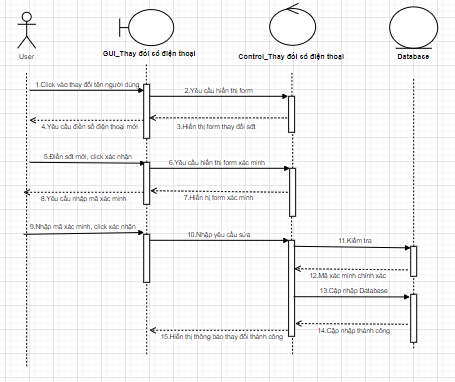 User
GUI_Thay đổi số điện thoại
Control_Thay đổi số điện thoại
Database
1.Click vào thay đổi tên người dùng
2.Yêu cầu hiển thị form
3.Hiển thị form thay đổi sđt
4.Yêu cầu điền số điện thoại mới
5.Điền sđt mới, click xác nhận
6.Yêu cầu hiển thị form xác minh
7.Hiển thị form xác minh
8.Yêu cầu nhập mã xác minh
9.Nhập mã xác minh, click xác nhận
10.Nhập yêu cầu sửa
11.Kiểm tra
12.Mã xác minh chính xác
13.Cập nhập Database
14.Cập nhập thành công
15.Hiển thị thông báo thay đổi thành công